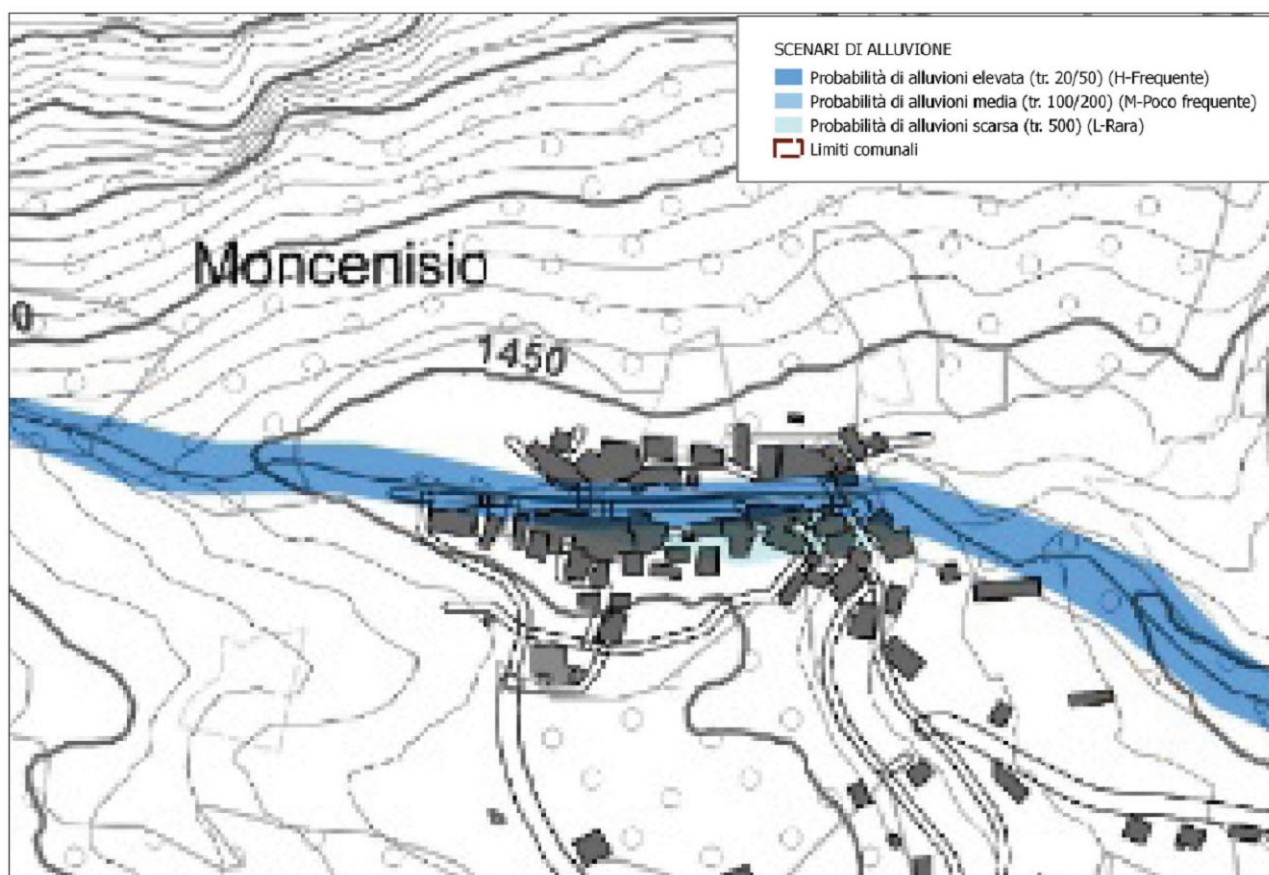 SCENARI DI ALLUVIONE
Probabilità di alluvioni elevata (tr. 20/50) (H-Frequente)
Probabilità di alluvioni media (tr. 100/200) (M-Poco frequente)
Probabilità di alluvioni scarsa (tr. 500) (L-Rara)
Limiti comunali
Moncenisio
0
1450